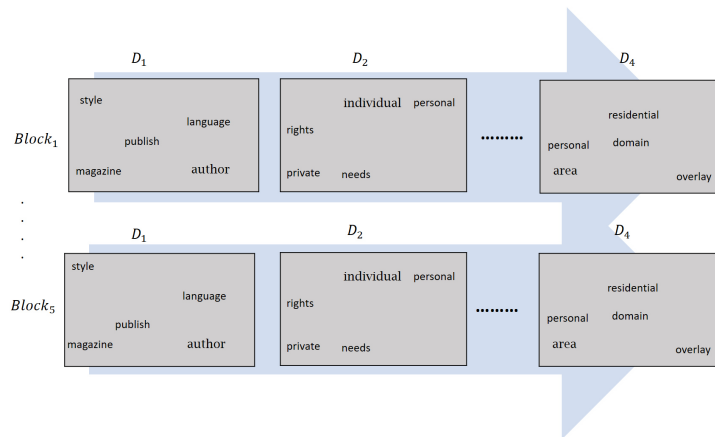 D₁ D₂ D₄
Block₁
style
language
publish
magazine
author
individual personal
rights
private
needs
.........
residential
personal
domain
area
overlay
.
.
.
.
D₁ D₂ D₄
Block₅
style
language
publish
magazine
author
individual personal
rights
private
needs
.........
residential
personal
domain
area
overlay